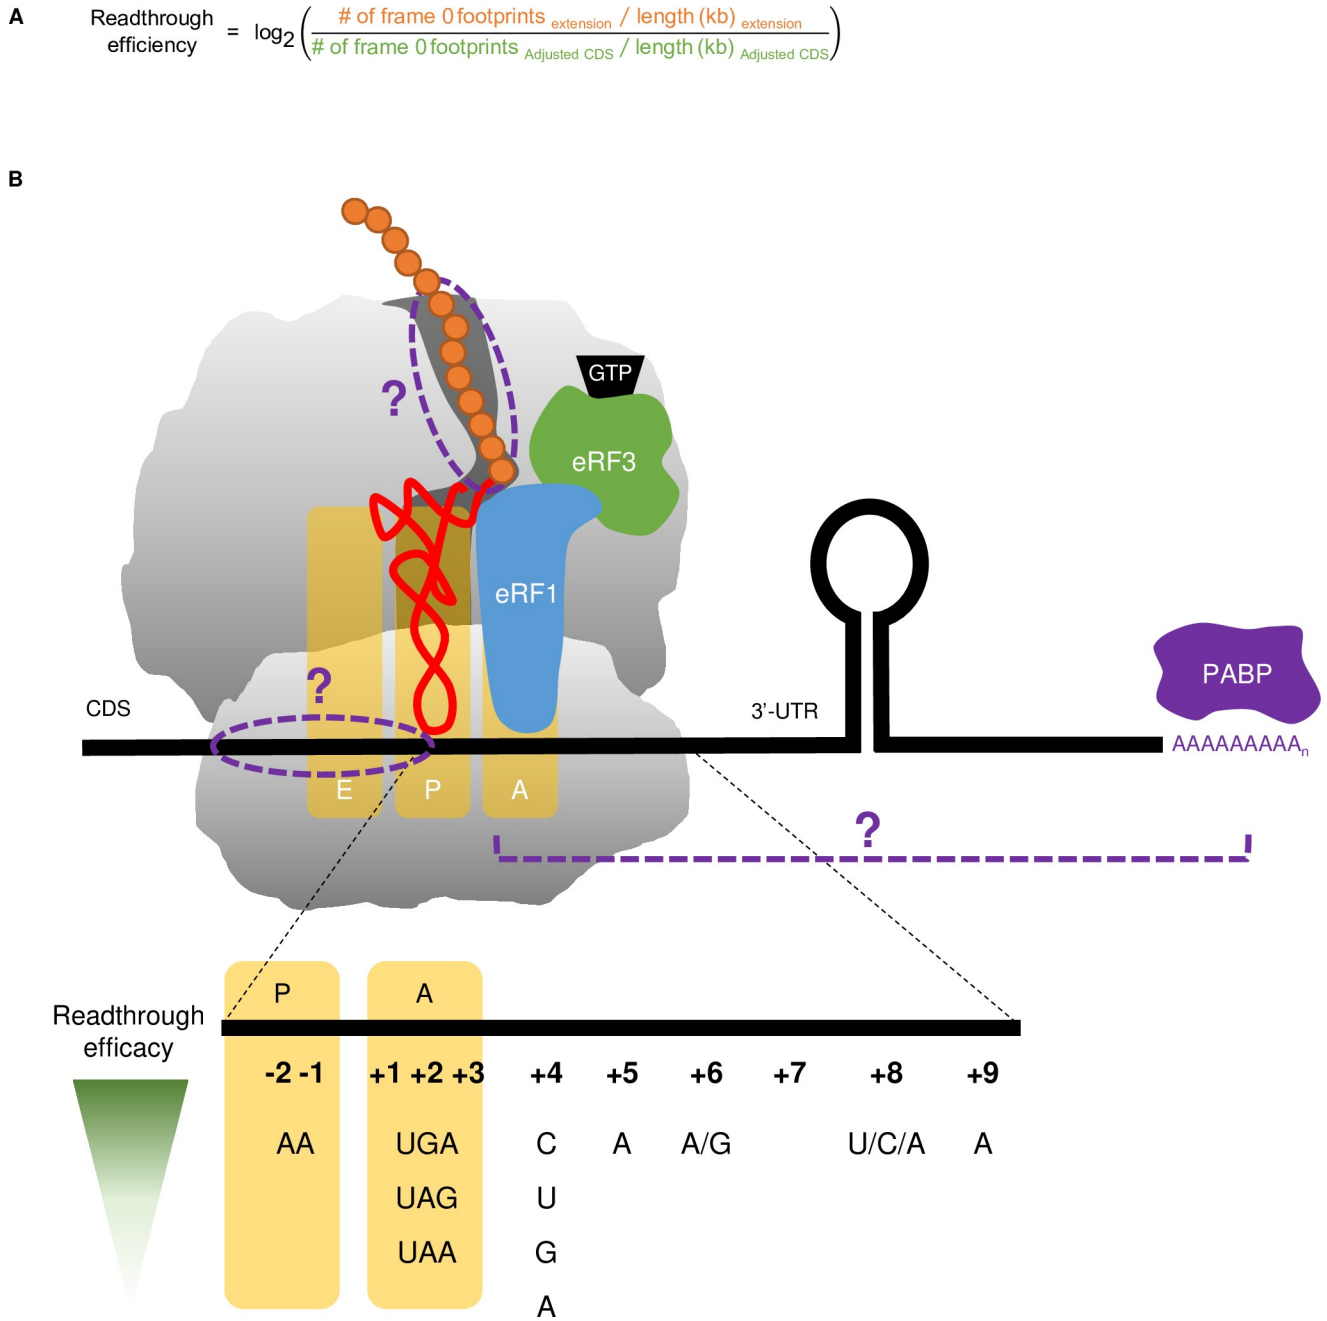 A
Readthrough efficiency = log2 ( # of frame 0 footprints extension / length (kb) extension
# of frame 0 footprints Adjusted CDS / length (kb) Adjusted CDS )
B
GTP
?
eRF3
eRF1
?
PABP
CDS
3’-UTR
AAAAAAAAAn
E P A
?
P A
Readthrough
efficacy
-2 -1 +1 +2 +3 +4 +5 +6 +7 +8 +9
AA UGA C A A/G U/C/A A
UAG U
UAA G
A